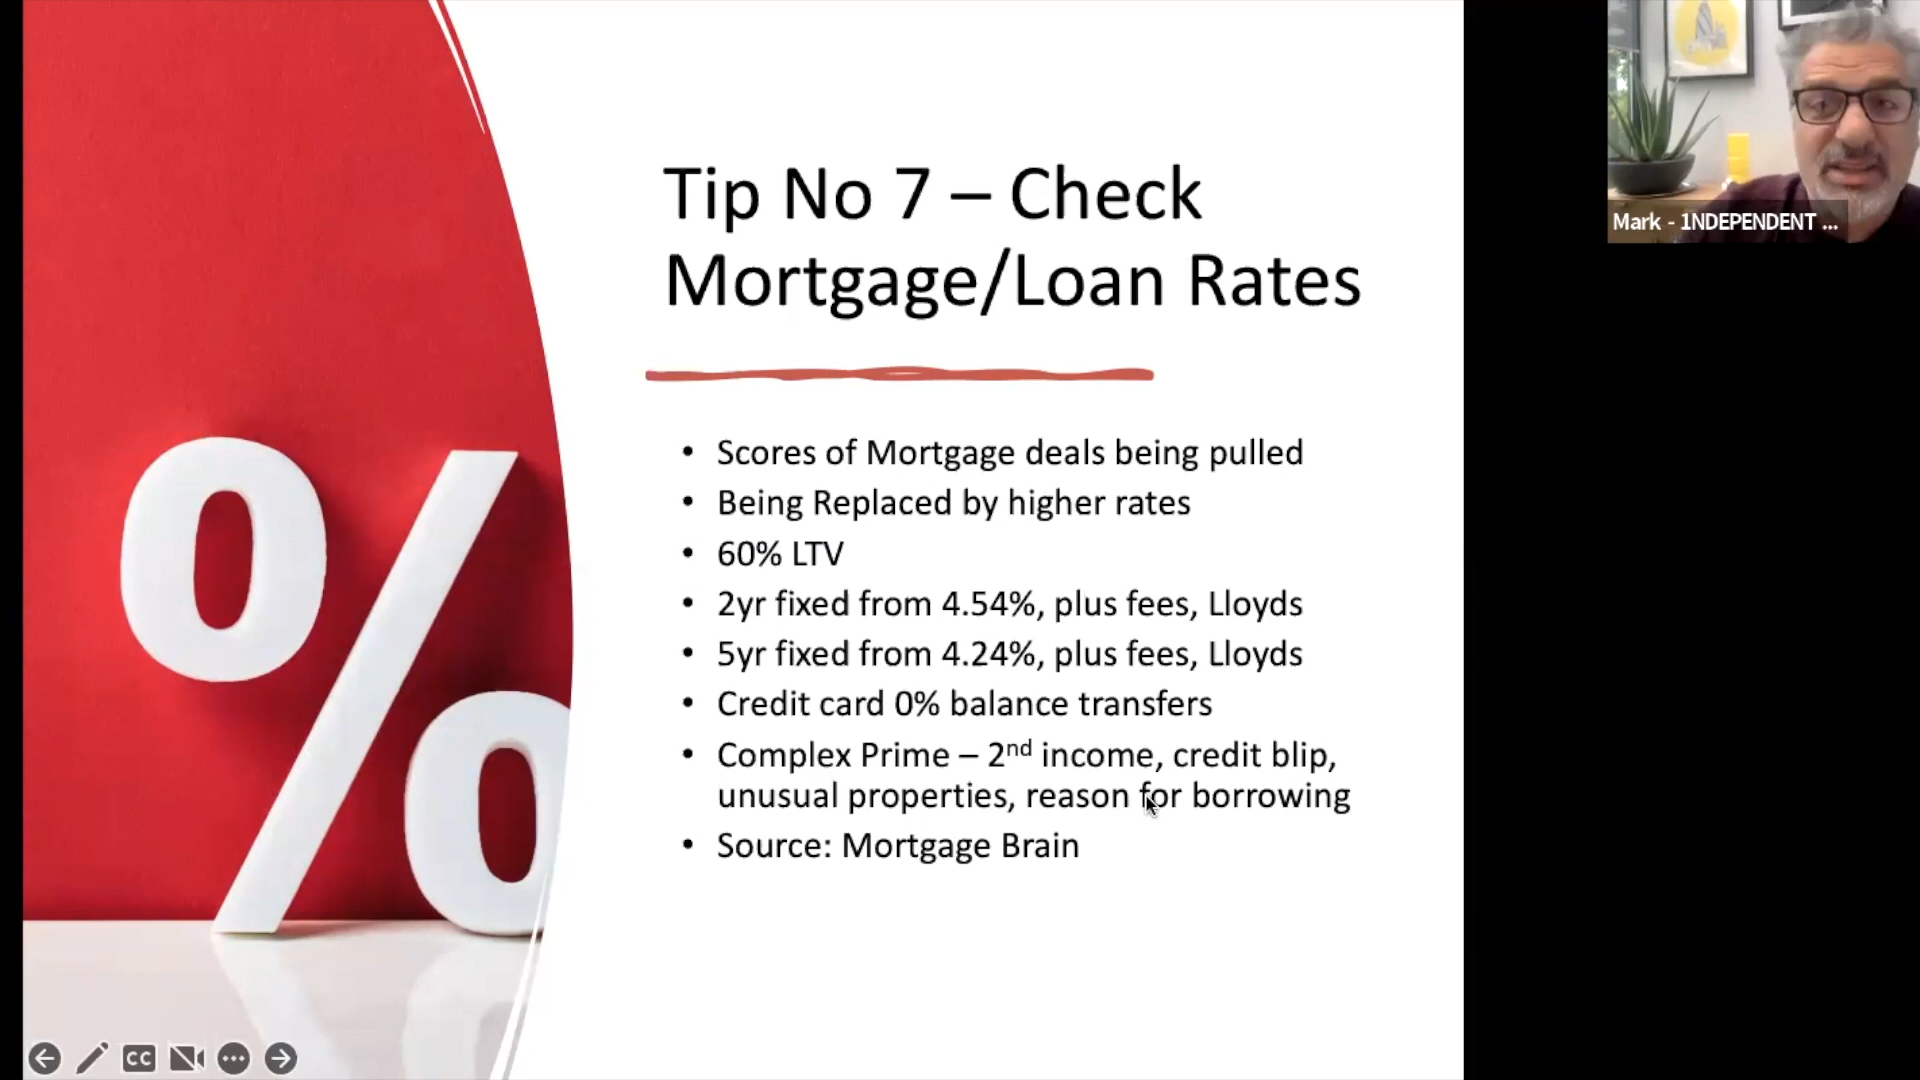 Tip No 7 – Check
Mortgage/Loan Rates
• Scores of Mortgage deals being pulled
• Being Replaced by higher rates
• 60% LTV
• 2yr fixed from 4.54%, plus fees, Lloyds
• 5yr fixed from 4.24%, plus fees, Lloyds
• Credit card 0% balance transfers
• Complex Prime – 2nd income, credit blip,
unusual properties, reason for borrowing
• Source: Mortgage Brain
%
Mark - 1NDEPENDENT ...
CC